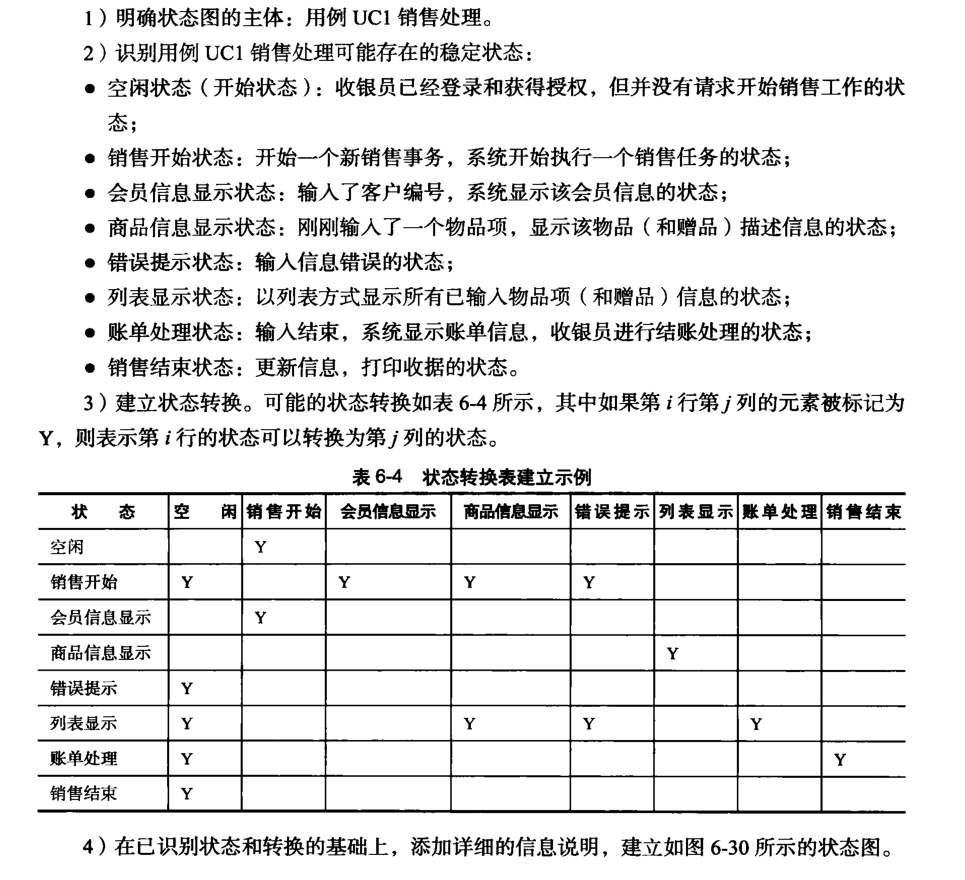 1）明确状态图的主体：用例 UC1 销售处理。
2）识别用例 UC1 销售处理可能存在的稳定状态：
● 空闲状态（开始状态）：收银员已经登录和获得授权，但并没有请求开始销售工作的状
态；
● 销售开始状态：开始一个新销售事务，系统开始执行一个销售任务的状态；
● 会员信息显示状态：输入了客户编号，系统显示该会员信息的状态；
● 商品信息显示状态：刚刚输入了一个物品项，显示该物品（和赠品）描述信息的状态；
● 错误提示状态：输入信息错误的状态；
● 列表显示状态：以列表方式显示所有已输入物品项（和赠品）信息的状态；
● 账单处理状态：输入结束，系统显示账单信息，收银员进行结账处理的状态；
● 销售结束状态：更新信息，打印收据的状态。
3）建立状态转换。可能的状态转换如表 6-4 所示，其中如果第 i 行第 j 列的元素被标记为
Y，则表示第 i 行的状态可以转换为第 j 列的状态。
表 6-4 状态转换表建立示例
状 态 空 闲 销售开始 会员信息显示 商品信息显示 错误提示 列表显示 账单处理 销售结束
空闲 Y
销售开始 Y Y Y Y
会员信息显示 Y
商品信息显示 Y
错误提示 Y
列表显示 Y Y Y Y
账单处理 Y Y
销售结束 Y
4）在已识别状态和转换的基础上，添加详细的信息说明，建立如图 6-30 所示的状态图。